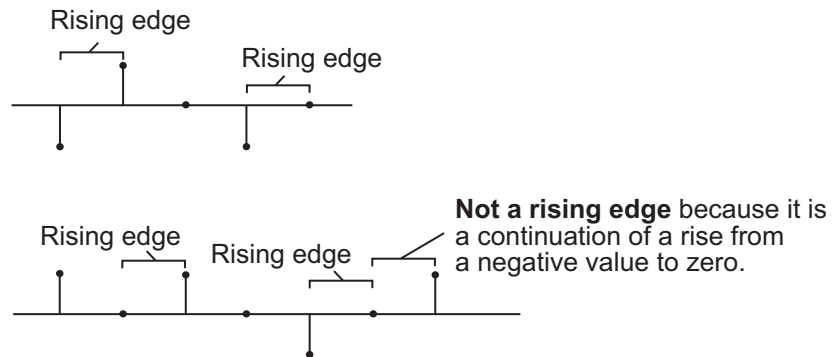 Rising edge
Rising edge
Not a rising edge because it is
a continuation of a rise from
a negative value to zero.
Rising edge
Rising edge